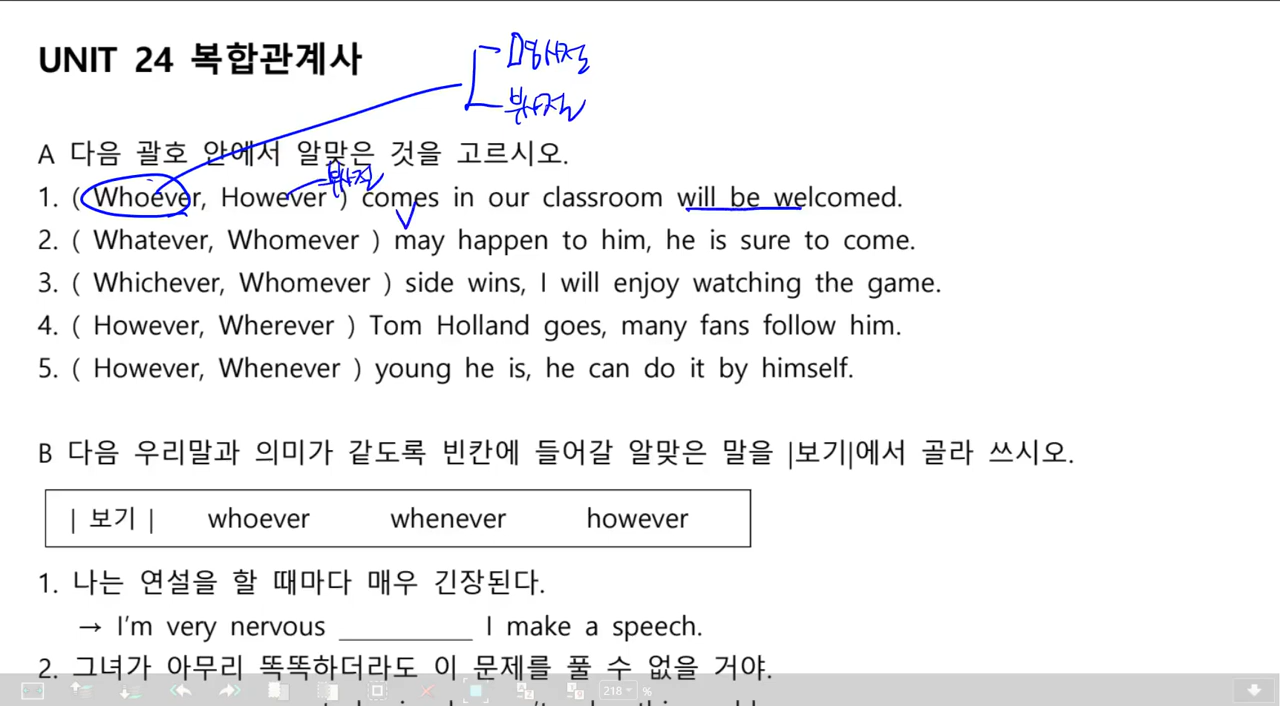 UNIT 24 복합관계사
명사절
부사절
A 다음 괄호 안에서 알맞은 것을 고르시오.
부사절
1. ( Whoever, However ) comes in our classroom will be welcomed.
2. ( Whatever, Whomever ) may happen to him, he is sure to come.
3. ( Whichever, Whomever ) side wins, I will enjoy watching the game.
4. ( However, Wherever ) Tom Holland goes, many fans follow him.
5. ( However, Whenever ) young he is, he can do it by himself.
B 다음 우리말과 의미가 같도록 빈칸에 들어갈 알맞은 말을 |보기|에서 골라 쓰시오.
| 보기 | whoever whenever however
1. 나는 연설을 할 때마다 매우 긴장된다.
→ I'm very nervous __________ I make a speech.
2. 그녀가 아무리 똑똑하더라도 이 문제를 풀 수 없을 거야.
218 %